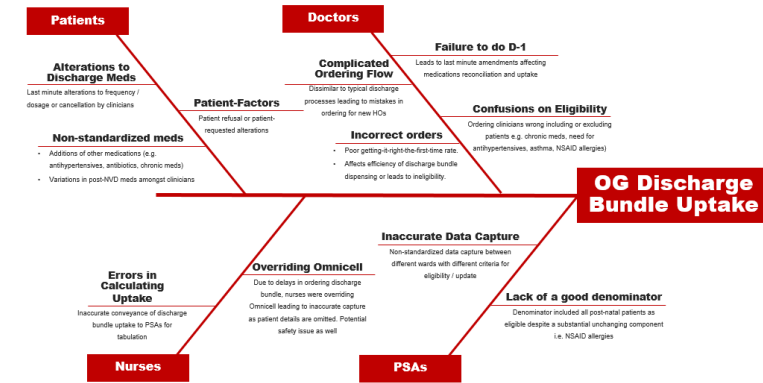 Patients
Doctors
Alterations to
Discharge Meds
Last minute alterations to frequency /
dosage or cancellation by clinicians
Patient-Factors
Patient refusal or patient-
requested alterations
Non-standardized meds
• Additions of other medications (e.g.
antihypertensives, antibiotics, chronic meds)
• Variations in post-NVD meds amongst clinicians
Complicated
Ordering Flow
Dissimilar to typical discharge
processes leading to mistakes in
ordering for new HOs
Failure to do D-1
Leads to last minute amendments affecting
medications reconciliation and uptake
Confusions on Eligibility
Ordering clinicians wrong including or excluding
patients e.g. chronic meds, need for
antihypertensives, asthma, NSAID allergies)
Incorrect orders
• Poor getting-it-right-the-first-time rate.
• Affects efficiency of discharge bundle
dispensing or leads to ineligibility.
OG Discharge
Bundle Uptake
Errors in
Calculating
Uptake
Inaccurate conveyance of discharge
bundle uptake to PSAs for
tabulation
Overriding Omnicell
Due to delays in ordering discharge
bundle, nurses were overriding
Omnicell leading to inaccurate capture
as patient details are omitted. Potential
safety issue as well
Inaccurate Data Capture
Non-standardized data capture between
different wards with different criteria for
eligibility / update
Lack of a good denominator
Denominator included all post-natal patients as
eligible despite a substantial unchanging component
i.e. NSAID allergies
Nurses
PSAs